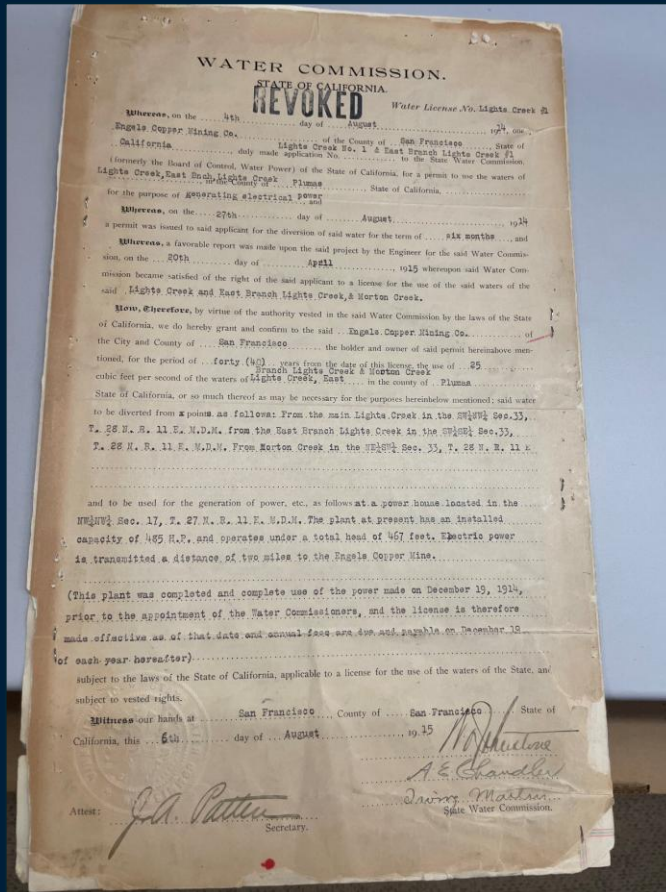 WATER COMMISSION.
STATE OF CALIFORNIA.
REVOKED
Water License No. Lights Creek #1
Whereas, on the 4th day of August 1914, one
Engels Copper Mining Co. of the County of San Francisco State of
California duly made application No. Lights Creek No. 1 & East Branch Lights Creek #1 to the State Water Commission
(formerly the Board of Control, Water Power) of the State of California, for a permit to use the waters of
Lights Creek, East Bnch, Lights Creek in the County of Plumas, State of California,
for the purpose of generating electrical power and
Whereas, on the 27th day of August 1914
a permit was issued to said applicant for the diversion of said water for the term of six months and
Whereas, a favorable report was made upon the said project by the Engineer for the said Water Commis-
sion, on the 20th day of April 1915 whereupon said Water Com-
mission became satisfied of the right of the said applicant to a license for the use of the said waters of the
said Lights Creek and East Branch Lights Creek, & Morton Creek.
Now, Therefore, by virtue of the authority vested in the said Water Commission by the laws of the State
of California, we do hereby grant and confirm to the said Engels Copper Mining Co. of
the City and County of San Francisco the holder and owner of said permit hereinabove men-
tioned, for the period of forty (40) years from the date of this license, the use of 25
Branch Lights Creek & Morton Creek
cubic feet per second of the waters of Lights Creek, East in the county of Plumas
State of California, or so much thereof as may be necessary for the purposes hereinbelow mentioned; said water
to be diverted from x points as follows: From the main Lights Creek in the Sec.33,
T. 28 N. R. 11 E. M.D.M. from the East Branch Lights Creek in the Sec.33,
T. 28 N. R. 11 E. M.D.M. From Morton Creek in the Sec. 33, T. 28 N. R. 11 E
and to be used for the generation of power, etc., as follows at a power house located in the
NW¼NW¼ Sec. 17, T. 27 N. R. 11 E. M.D.M. The plant at present has an installed
capacity of 485 H.P. and operates under a total head of 467 feet. Electric power
is transmitted a distance of two miles to the Engels Copper Mine.
(This plant was completed and complete use of the power made on December 19, 1914,
prior to the appointment of the Water Commissioners, and the license is therefore
made effective as of that date and annual fees are due and payable on December 19
of each year hereafter)
subject to the laws of the State of California, applicable to a license for the use of the waters of the State, and
subject to vested rights.
Witness our hands at San Francisco, County of San Francisco State of
California, this 6th day of August 1915
A. E. Chandler
Irving Martin
State Water Commission.
Attest: J. A. Patten
Secretary.